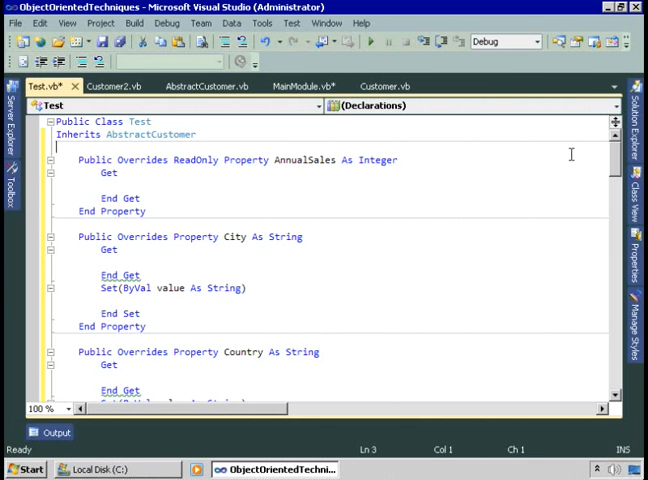 ObjectOrientedTechniques - Microsoft Visual Studio (Administrator)
File Edit View Project Build Debug Team Data Tools Test Window Help
Debug
Test.vb* Customer2.vb AbstractCustomer.vb MainModule.vb* Customer.vb
Test (Declarations)
Public Class Test
Inherits AbstractCustomer
Public Overrides ReadOnly Property AnnualSales As Integer
Get
End Get
End Property
Public Overrides Property City As String
Get
End Get
Set(ByVal value As String)
End Set
End Property
Public Overrides Property Country As String
Get
End Get
100 %
Output
Ready Ln 3 Col 1 Ch 1 INS
Start Local Disk (C:) ObjectOrientedTechni...
Server Explorer
Toolbox
Solution Explorer
Class View
Properties
Manage Styles